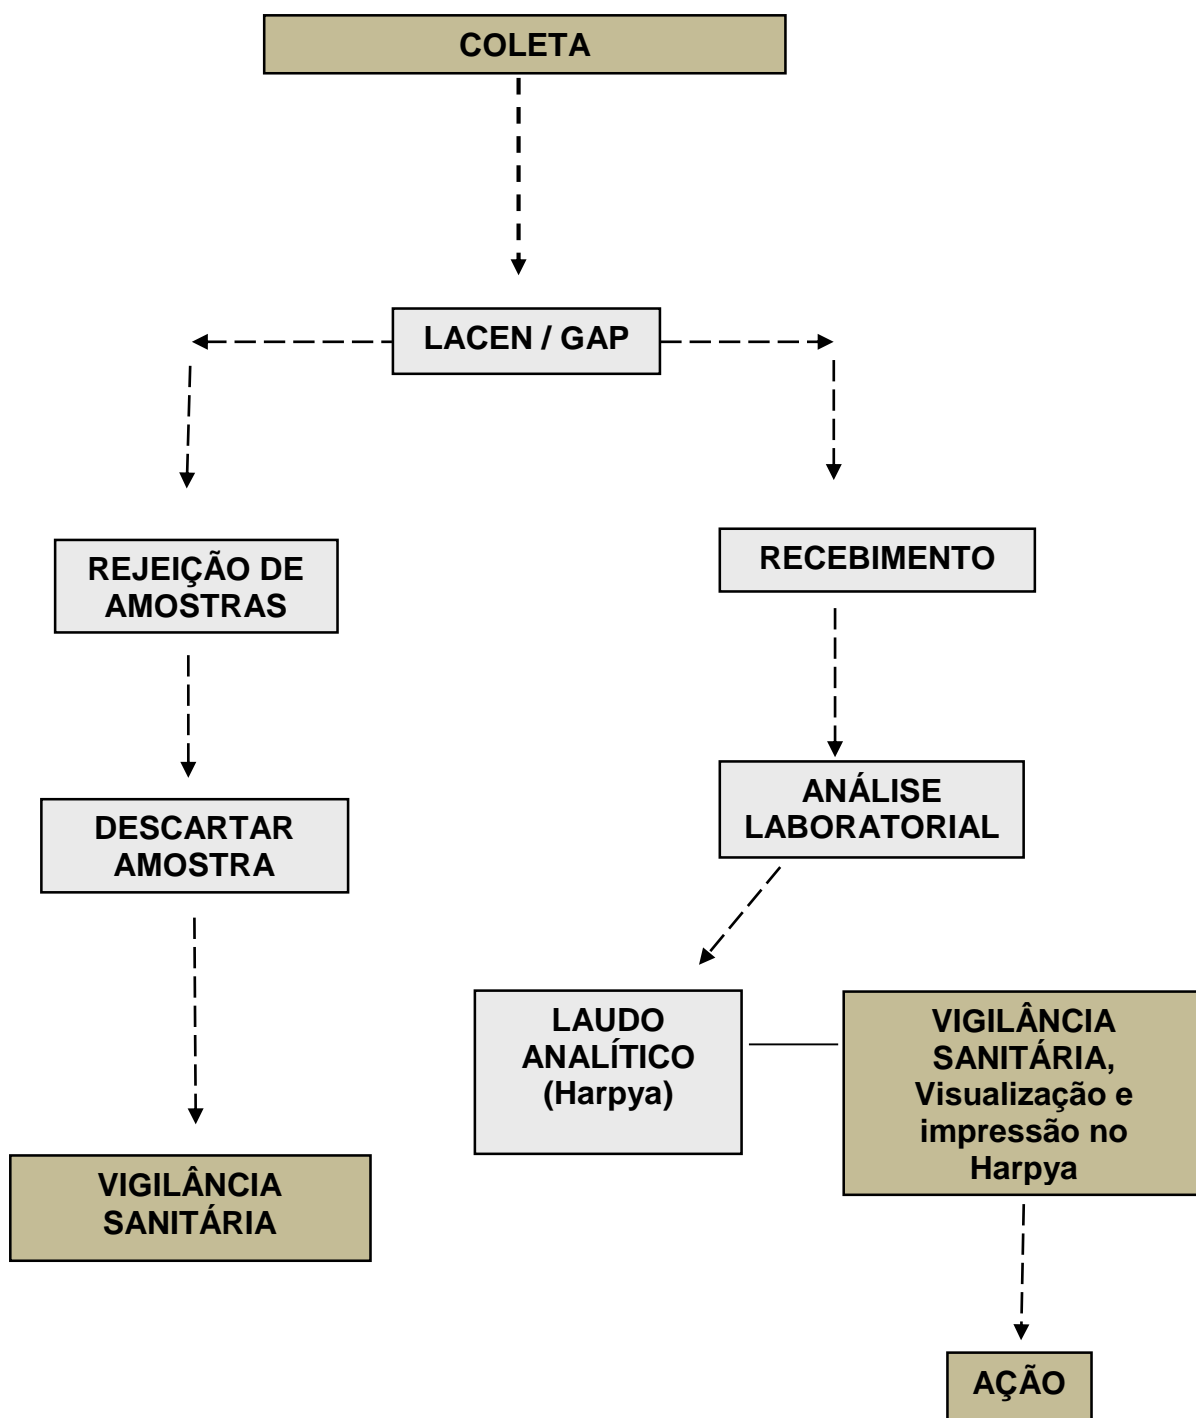 COLETA
LACEN / GAP
REJEIÇÃO DE
AMOSTRAS
RECEBIMENTO
DESCARTAR
AMOSTRA
ANÁLISE
LABORATORIAL
LAUDO
ANALÍTICO
(Harpya)
VIGILÂNCIA
SANITÁRIA,
Visualização e
impressão no
Harpya
VIGILÂNCIA
SANITÁRIA
AÇÃO